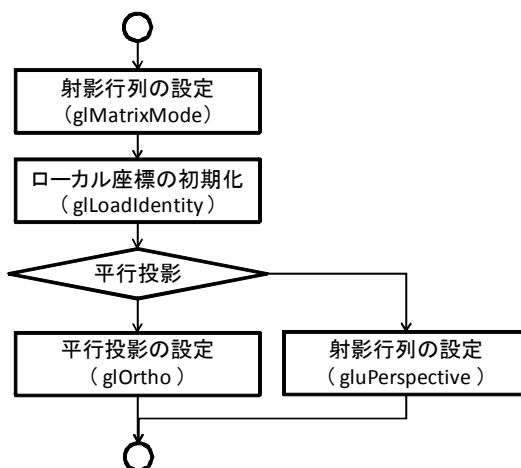 射影行列の設定
（glMatrixMode）
ローカル座標の初期化
（glLoadIdentity）
平行投影
平行投影の設定
（glOrtho）
射影行列の設定
（gluPerspective）